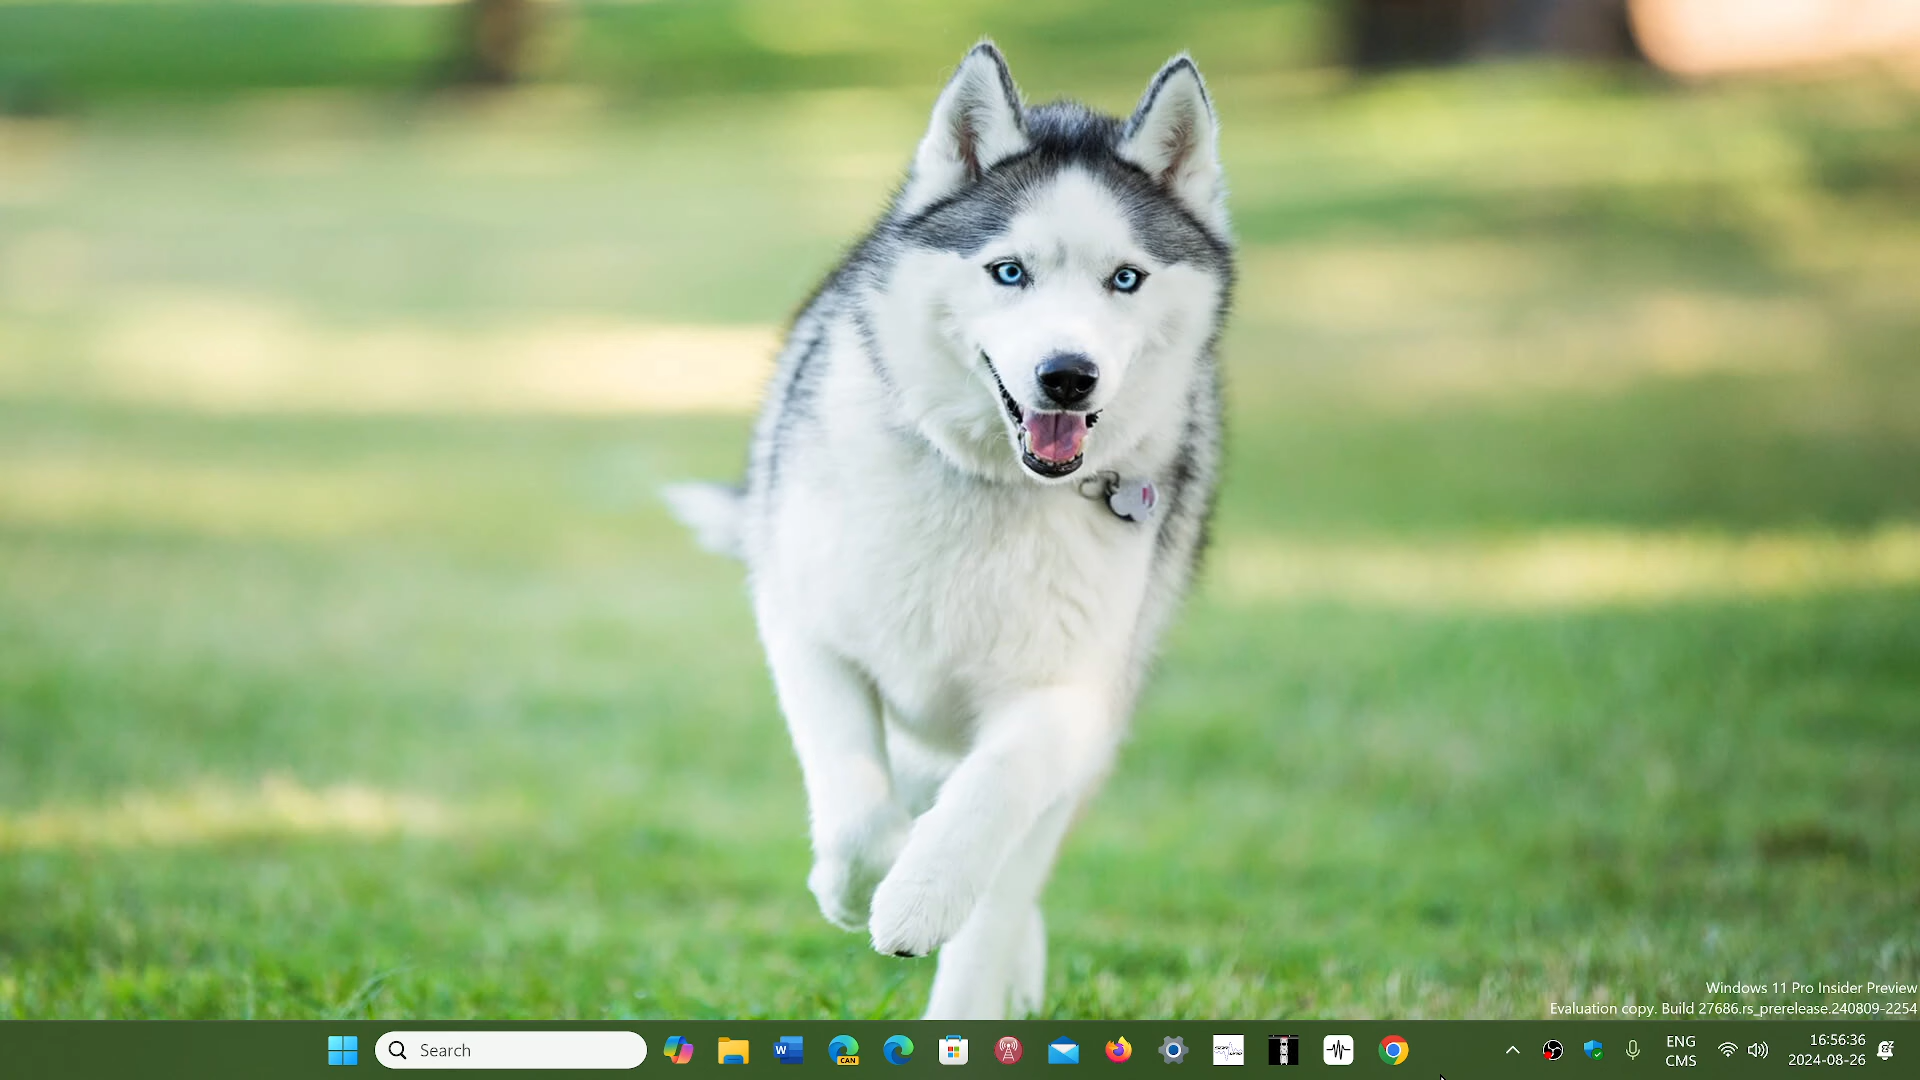 Windows 11 Pro Insider Preview
Evaluation copy. Build 27686.rs_prerelease.240809-2254
Search
W
CAN
ENG
CMS
16:56:36
2024-08-26